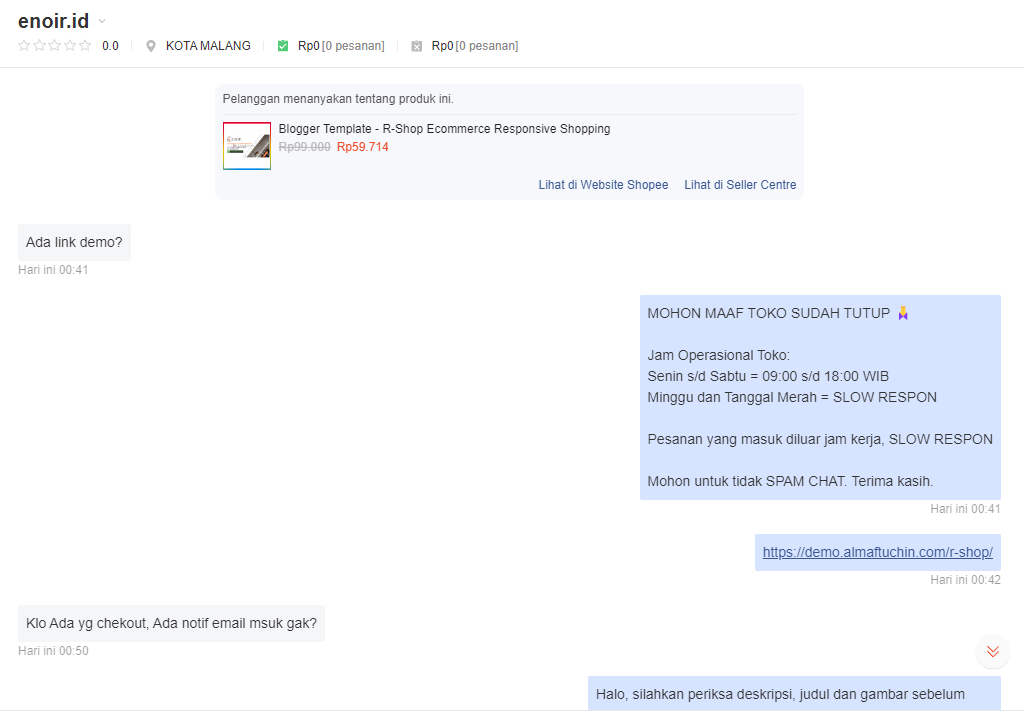 enoir.id
0.0 KOTA MALANG Rp0 [0 pesanan] Rp0 [0 pesanan]
Pelanggan menanyakan tentang produk ini.
Blogger Template - R-Shop Ecommerce Responsive Shopping
Rp99.000 Rp59.714
Lihat di Website Shopee Lihat di Seller Centre
Ada link demo?
Hari ini 00:41
MOHON MAAF TOKO SUDAH TUTUP
Jam Operasional Toko:
Senin s/d Sabtu = 09:00 s/d 18:00 WIB
Minggu dan Tanggal Merah = SLOW RESPON
Pesanan yang masuk diluar jam kerja, SLOW RESPON
Mohon untuk tidak SPAM CHAT. Terima kasih.
Hari ini 00:41
https://demo.almaftuchin.com/r-shop/
Hari ini 00:42
Klo Ada yg chekout, Ada notif email msuk gak?
Hari ini 00:50
Halo, silahkan periksa deskripsi, judul dan gambar sebelum